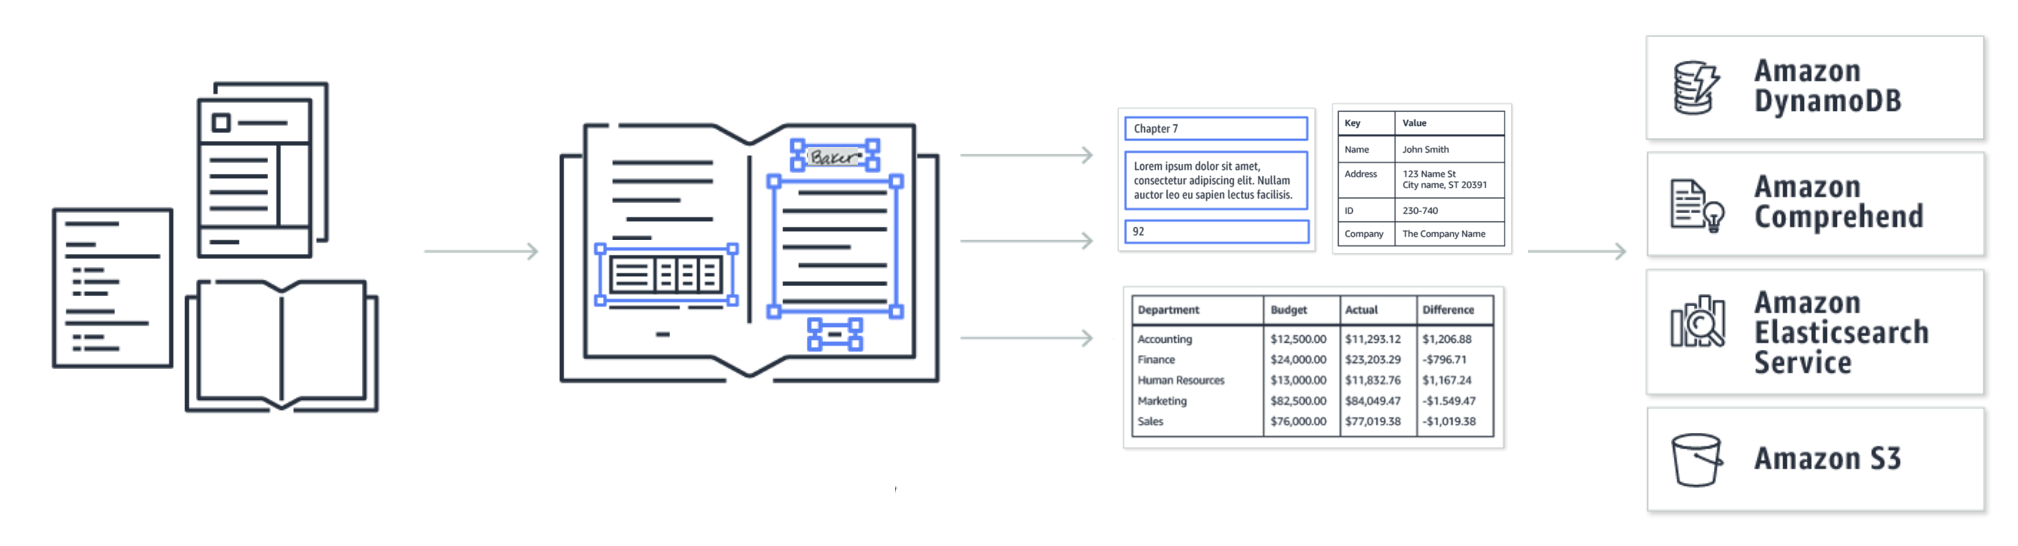 Baker
Chapter 7
Lorem ipsum dolor sit amet,
consectetur adipiscing elit. Nullam
auctor leo eu sapien lectus facilisis.
92
Key Value
Name John Smith
Address 123 Name St
City name, ST 20391
ID 230-740
Company The Company Name
Department Budget Actual Difference
Accounting $12,500.00 $11,293.12 $1,206.88
Finance $24,000.00 $23,203.29 -$796.71
Human Resources $13,000.00 $11,832.76 $1,167.24
Marketing $82,500.00 $84,049.47 -$1.549.47
Sales $76,000.00 $77,019.38 -$1,019.38
Amazon
DynamoDB
Amazon
Comprehend
Amazon
Elasticsearch
Service
Amazon S3